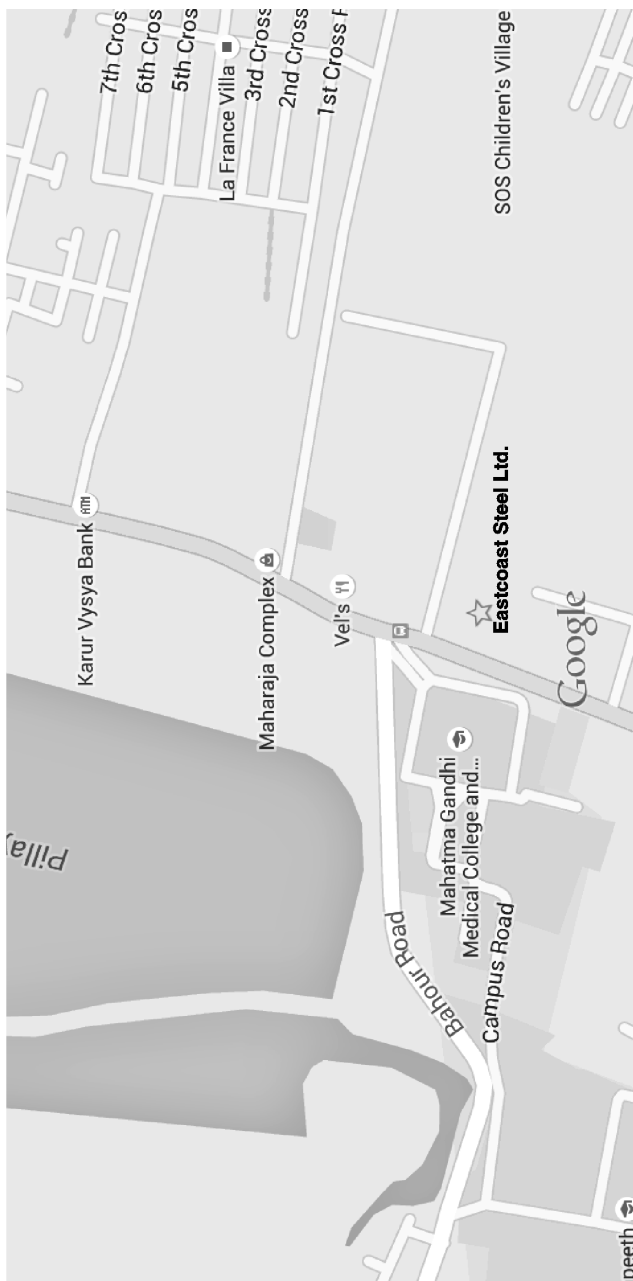 Pillay
Karur Vysya Bank ATM
7th Cros
6th Cros
5th Cros
La France Villa
3rd Cross
Maharaja Complex
2nd Cross
1st Cross R
Vel's
Bahour Road
Mahatma Gandhi
Medical College and...
Campus Road
Eastcoast Steel Ltd.
SOS Children's Village
Google
peeth